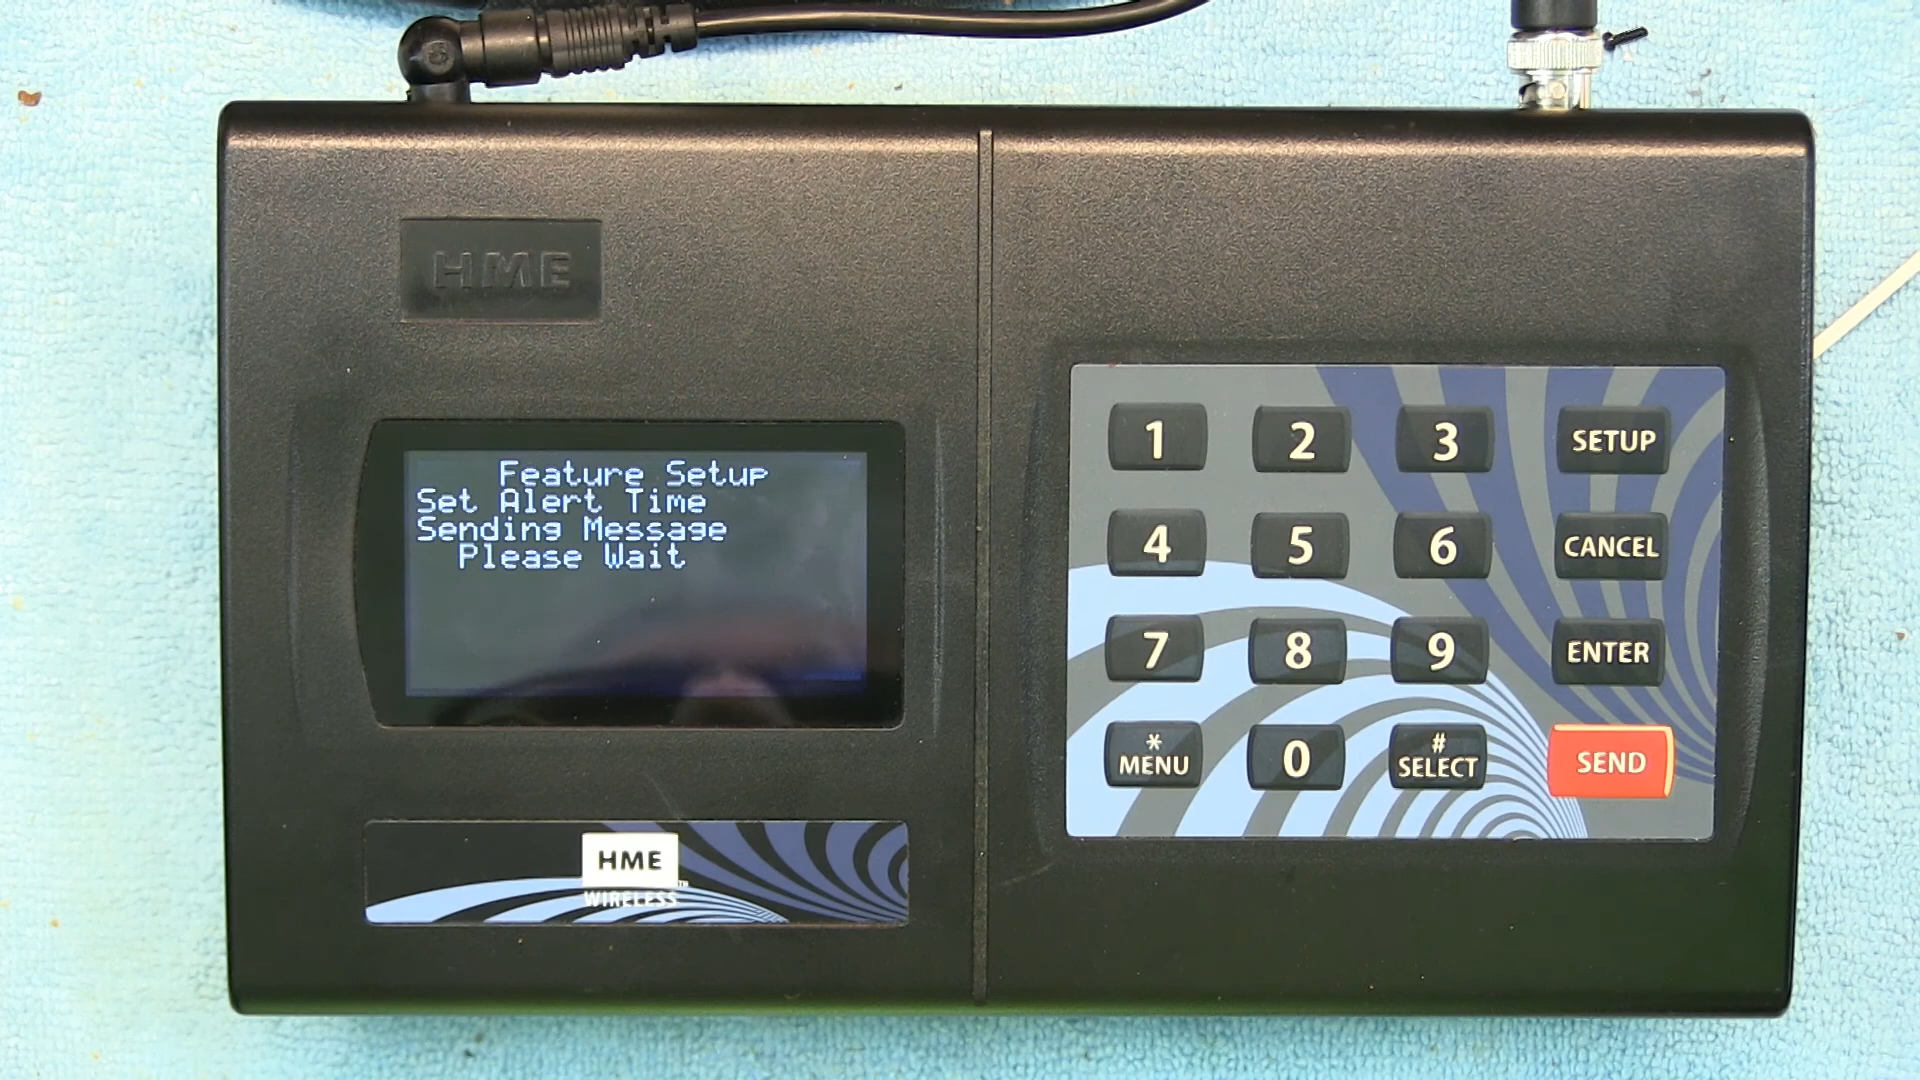 HME
Feature Setup
Set Alert Time
Sending Message
Please Wait
1 2 3 SETUP
4 5 6 CANCEL
7 8 9 ENTER
* MENU 0 # SELECT SEND
HME
WIRELESS